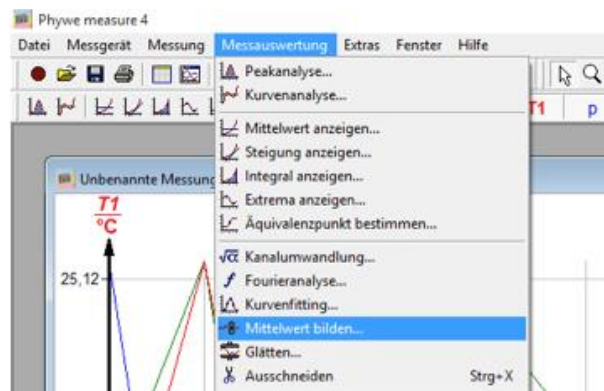 Phywe measure 4
Datei Messgerät Messung Messauswertung Extras Fenster Hilfe
Peakanalyse...
Kurvenanalyse...
T1 p
Mittelwert anzeigen...
Steigung anzeigen...
Unbenannte Messung
Integral anzeigen...
T1
°C
Extrema anzeigen...
Äquivalenzpunkt bestimmen...
√α Kanalumwandlung...
25,12
f Fourieranalyse...
Kurvenfitting...
Mittelwert bilden...
Glätten...
Ausschneiden Strg+X